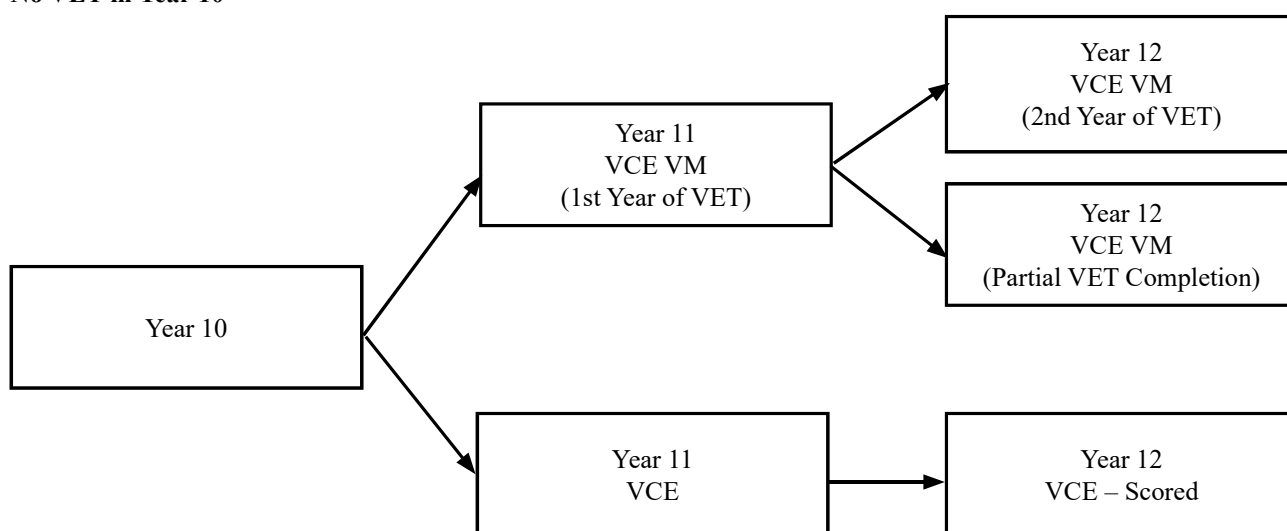 No VET in Year 10
Year 12
VCE VM
(2nd Year of VET)
Year 11
VCE VM
(1st Year of VET)
Year 12
VCE VM
(Partial VET Completion)
Year 10
Year 11
VCE
Year 12
VCE – Scored